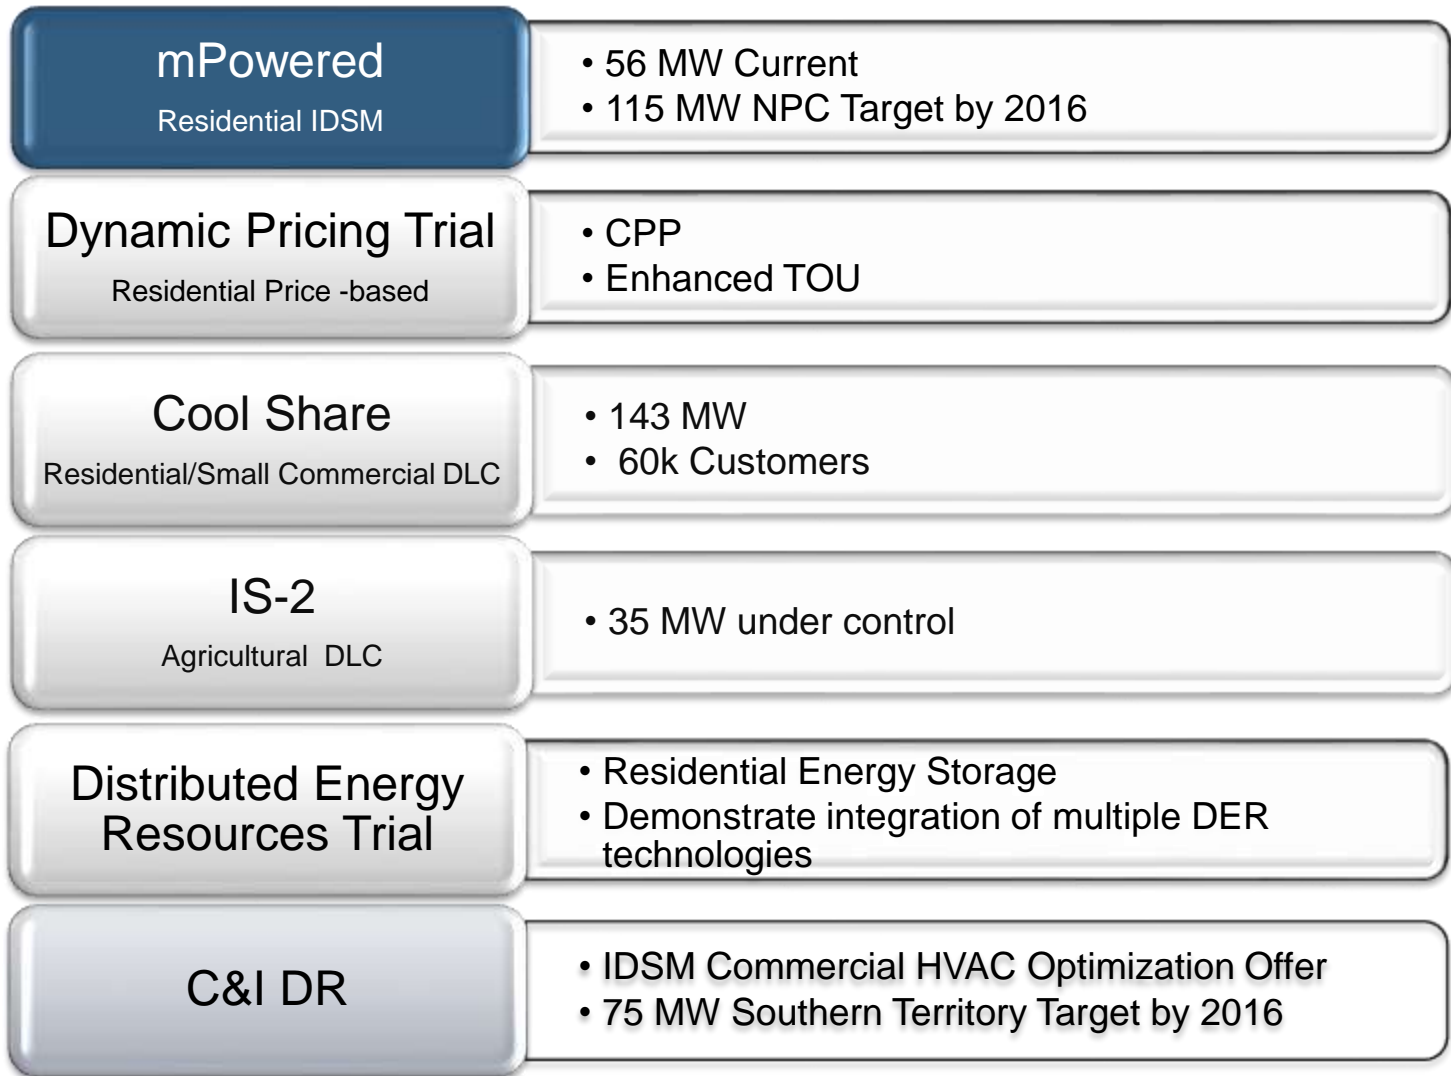 mPowered
Residential IDSM
• 56 MW Current
• 115 MW NPC Target by 2016
Dynamic Pricing Trial
Residential Price -based
• CPP
• Enhanced TOU
Cool Share
Residential/Small Commercial DLC
• 143 MW
• 60k Customers
IS-2
Agricultural DLC
• 35 MW under control
Distributed Energy
Resources Trial
• Residential Energy Storage
• Demonstrate integration of multiple DER
technologies
C&I DR
• IDSM Commercial HVAC Optimization Offer
• 75 MW Southern Territory Target by 2016